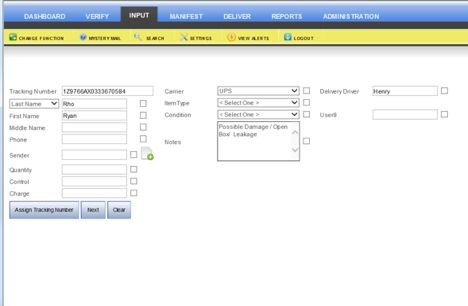 DASHBOARD VERIFY INPUT MANIFEST DELIVER REPORTS ADMINISTRATION
CHANGE FUNCTION MYSTERY MAIL SEARCH SETTINGS VIEW ALERTS LOGOUT
Tracking Number 1Z9766AX0333670584 Carrier UPS Delivery Driver Henry
Last Name Rho ItemType < Select One >
First Name Ryan Condition < Select One > User9
Middle Name Possible Damage / Open
Box/ Leakage
Phone Notes
Sender
Quantity
Control
Charge
Assign Tracking Number Next Clear